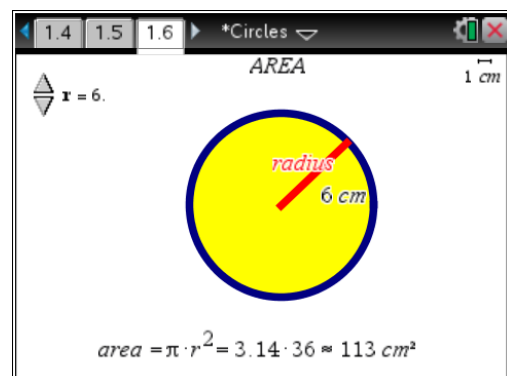 1.4 1.5 1.6 *Circles
AREA
1 cm
r = 6.
radius
6 cm
area = π · r² = 3.14 · 36 ≈ 113 cm²